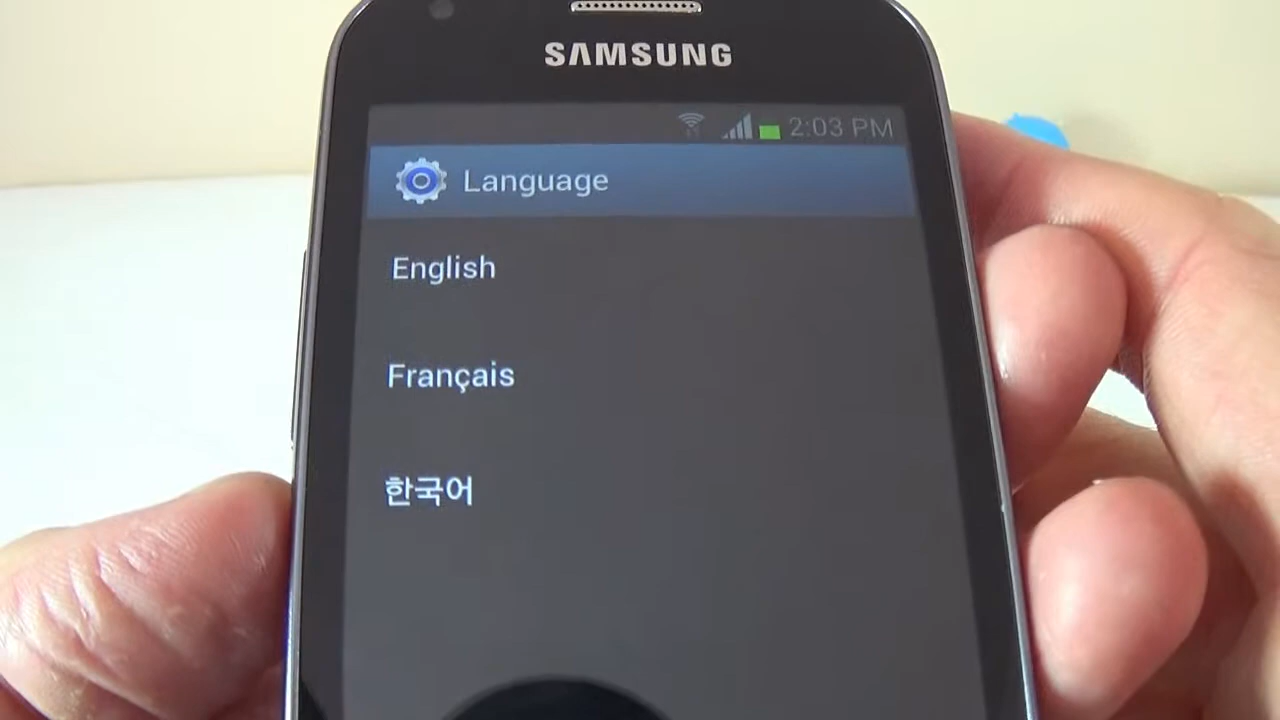 SAMSUNG
2:03 PM
Language
English
Français
한국어